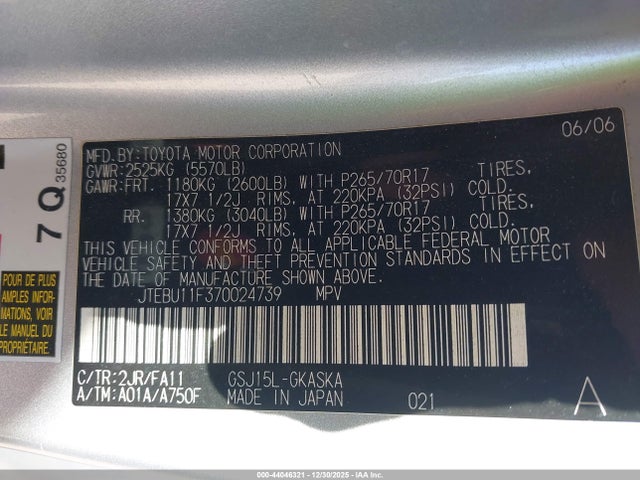 06/06
MFD.BY:TOYOTA MOTOR CORPORATION
GVWR:2525KG (5570LB)
GAWR:FRT. 1180KG (2600LB) WITH P265/70R17 TIRES,
17X7 1/2J RIMS, AT 220KPA (32PSI) COLD.
RR. 1380KG (3040LB) WITH P265/70R17 TIRES,
17X7 1/2J RIMS, AT 220KPA (32PSI) COLD.
THIS VEHICLE CONFORMS TO ALL APPLICABLE FEDERAL MOTOR
VEHICLE SAFETY AND THEFT PREVENTION STANDARDS IN EFFECT ON
THE DATE OF MANUFACTURE SHOWN ABOVE.
JTEBU11F370024739 MPV
C/TR:2JR/FA11 GSJ15L-GKASKA
A/TM:A01A/A750F MADE IN JAPAN 021 A
7 Q 35680
POUR DE PLUS
AMPLES INFOR-
MATIONS, VOIR
LE MANUEL DU
PROPRIÉTAIRE.
000-44046321 - 12/30/2025 - IAAI.COM